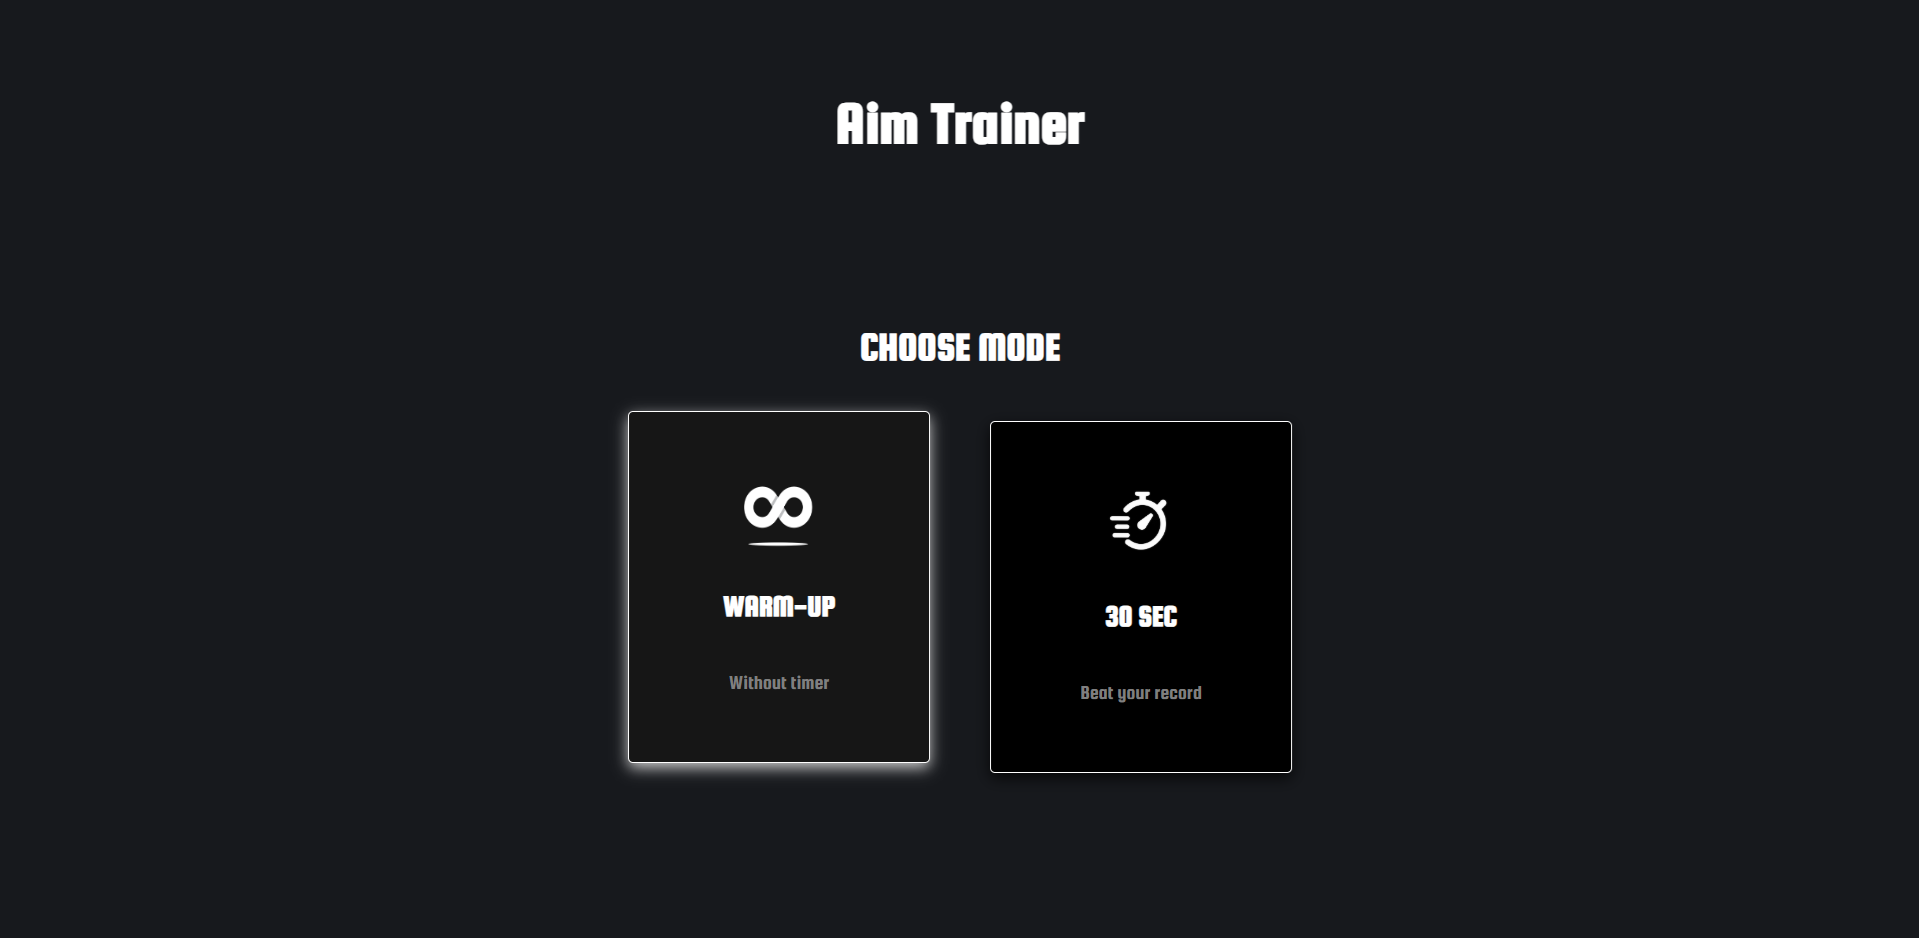 Aim Trainer
CHOOSE MODE
WARM-UP
Without timer
30 SEC
Beat your record